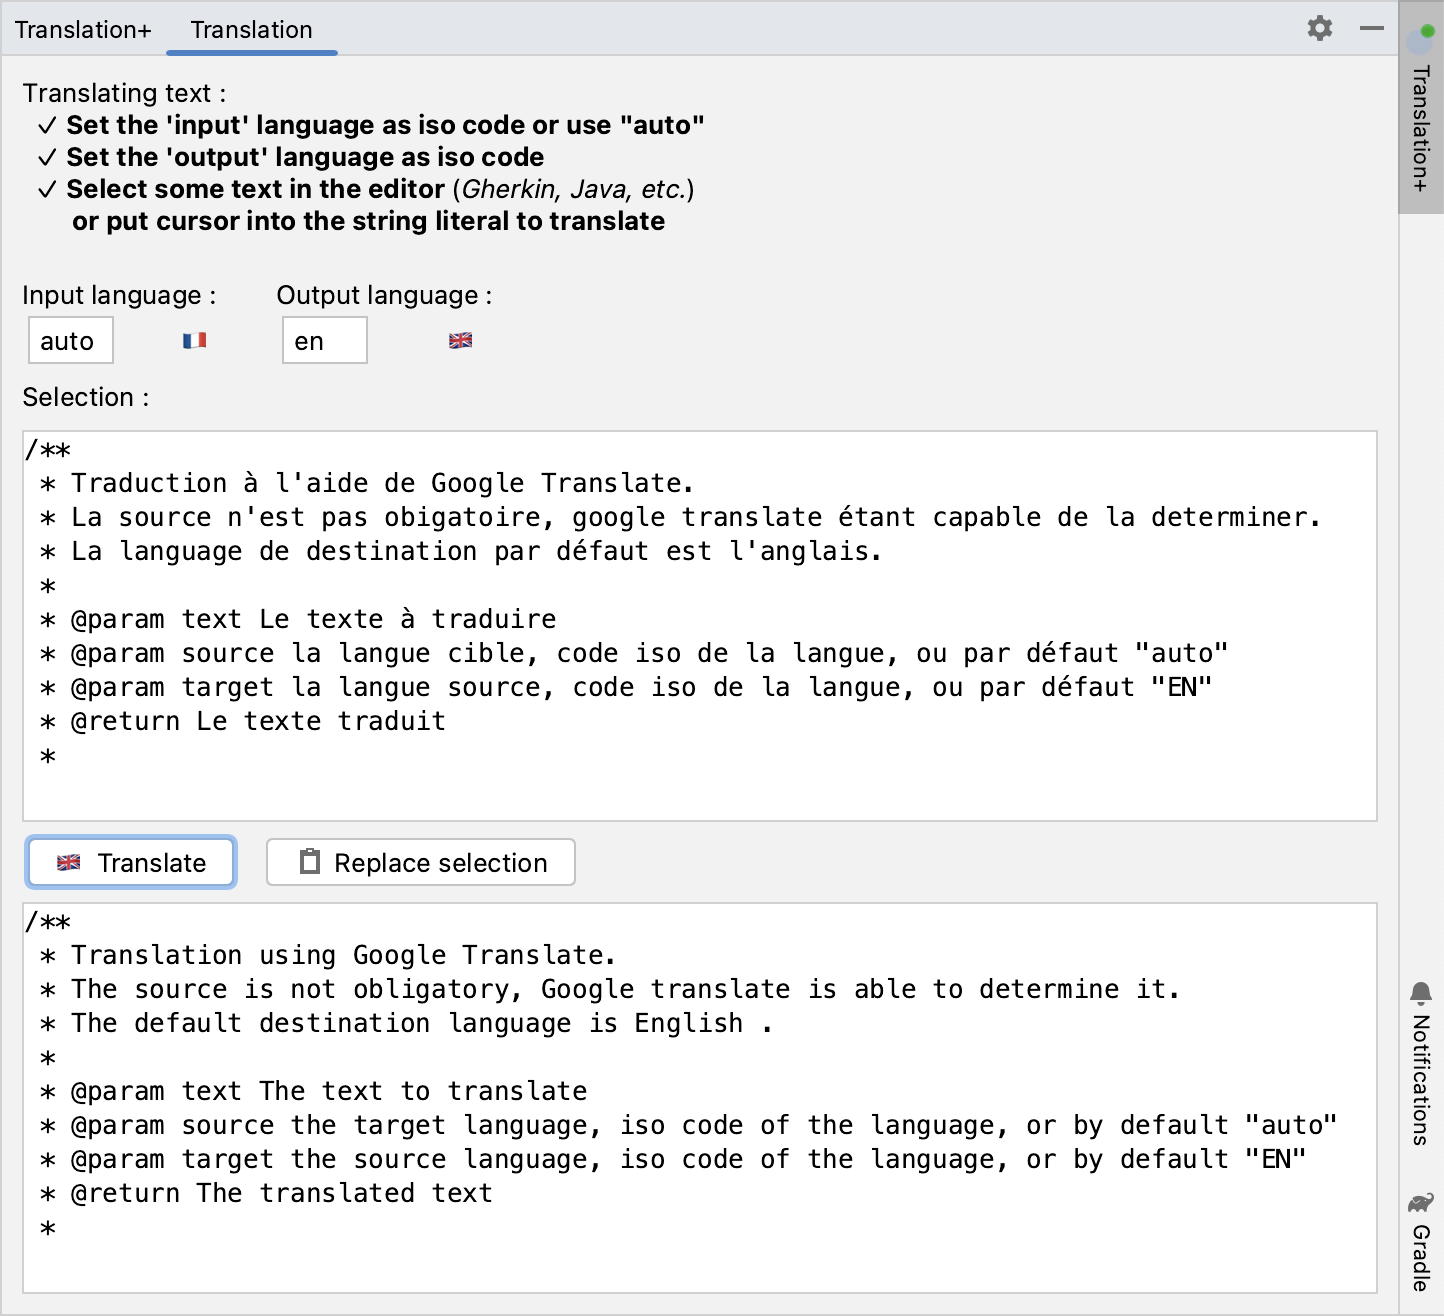 Translation+ Translation
Translating text :
✓ Set the 'input' language as iso code or use "auto"
✓ Set the 'output' language as iso code
✓ Select some text in the editor (Gherkin, Java, etc.)
or put cursor into the string literal to translate
Input language : Output language :
auto en
Selection :
/**
 * Traduction à l'aide de Google Translate.
 * La source n'est pas obigatoire, google translate étant capable de la determiner.
 * La language de destination par défaut est l'anglais.
 *
 * @param text Le texte à traduire
 * @param source la langue cible, code iso de la langue, ou par défaut "auto"
 * @param target la langue source, code iso de la langue, ou par défaut "EN"
 * @return Le texte traduit
 *
Translate Replace selection
/**
 * Translation using Google Translate.
 * The source is not obligatory, Google translate is able to determine it.
 * The default destination language is English .
 *
 * @param text The text to translate
 * @param source the target language, iso code of the language, or by default "auto"
 * @param target the source language, iso code of the language, or by default "EN"
 * @return The translated text
 *
Translation+
Notifications
Gradle